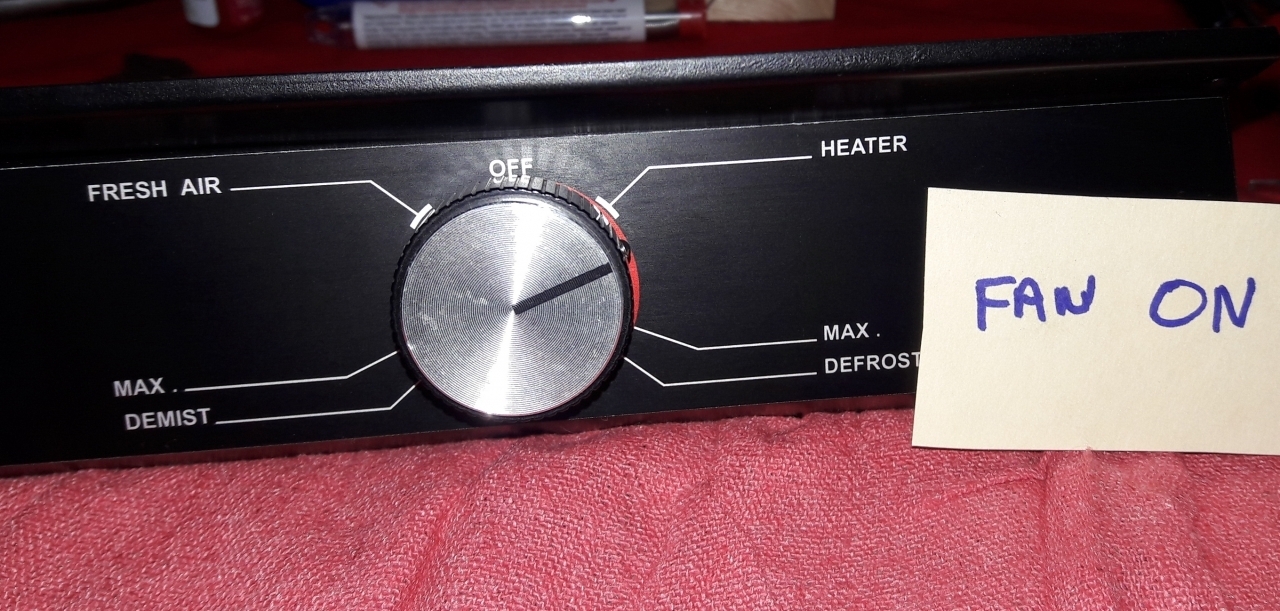 OFF
HEATER
FRESH AIR
MAX .
DEFROST
MAX .
DEMIST
FAN ON